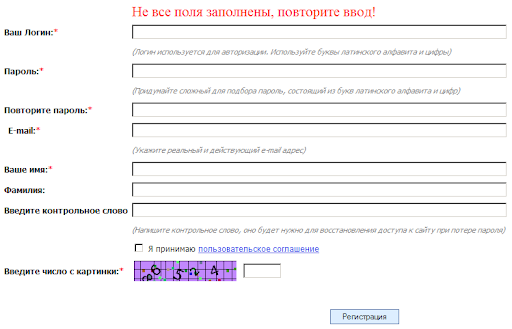 Не все поля заполнены, повторите ввод!
Ваш Логин:*
(Логин используется для авторизации. Используйте буквы латинского алфавита и цифры)
Пароль:*
(Придумайте сложный для подбора пароль, состоящий из букв латинского алфавита и цифр)
Повторите пароль:*
E-mail:*
(Укажите реальный и действующий e-mail адрес)
Ваше имя:*
Фамилия:
Введите контрольное слово
(Напишите контрольное слово, оно будет нужно для восстановления доступа к сайту при потере пароля)
Я принимаю пользовательское соглашение
Введите число с картинки:*
Регистрация